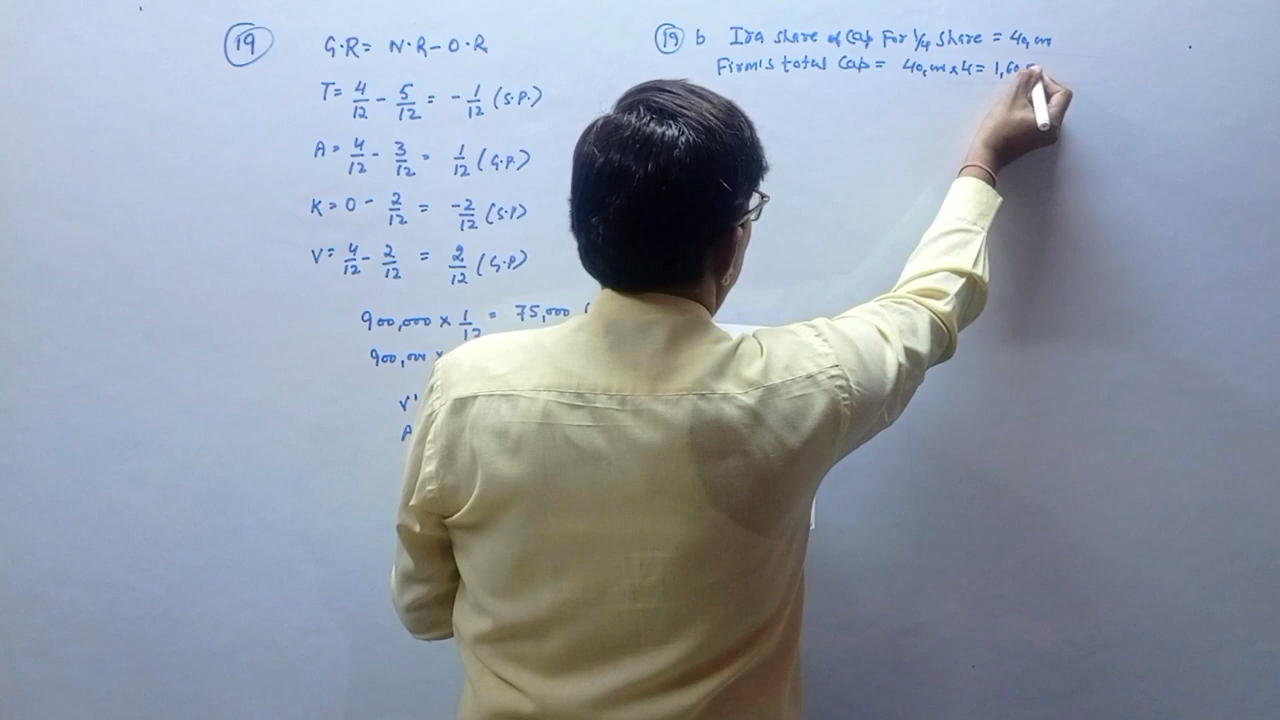 19
G.R = N.R - O.R
T = 4/12 - 5/12 = - 1/12 (S.P.)
A = 4/12 - 3/12 = 1/12 (G.P.)
K = 0 - 2/12 = -2/12 (S.P)
V = 4/12 - 2/12 = 2/12 (G.P)
900,000 x 1/12 = 75,000 (
900,000 x
V'
A
19 b Ira share of Cap For 1/4 share = 40,000
Firm's total Cap = 40,000 x 4 = 1,60,